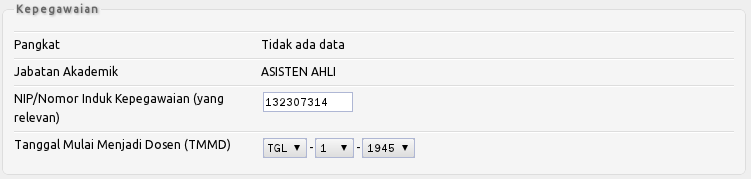 Kepegawaian
Pangkat Tidak ada data
Jabatan Akademik ASISTEN AHLI
NIP/Nomor Induk Kepegawaian (yang 132307314
relevan)
Tanggal Mulai Menjadi Dosen (TMMD) TGL - 1 - 1945